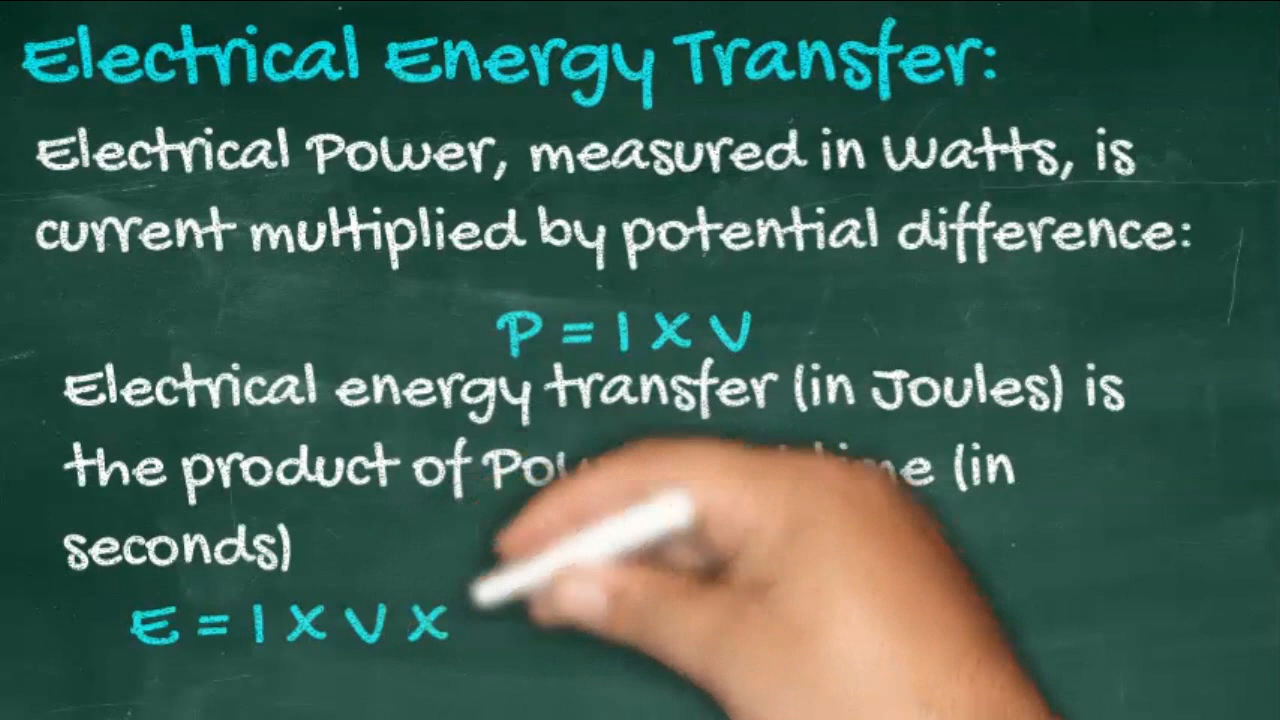 Electrical Energy Transfer:
Electrical Power, measured in Watts, is
current multiplied by potential difference:
P = I X V
Electrical energy transfer (in Joules) is
the product of (in
seconds)
E = I X V X